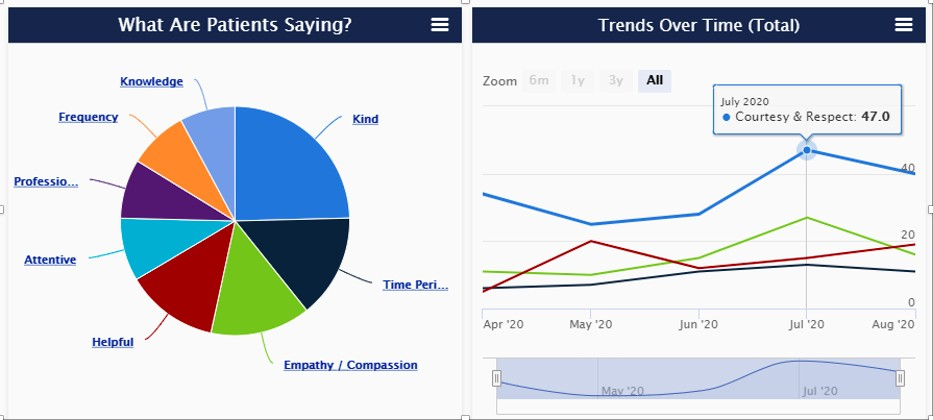 What Are Patients Saying?
Knowledge
Frequency
Kind
Professio...
Attentive
Time Peri...
Helpful
Empathy / Compassion
Trends Over Time (Total)
Zoom 6m 1y 3y All
July 2020
Courtesy & Respect: 47.0
40
20
0
Apr '20 May '20 Jun '20 Jul '20 Aug '20
May '20 Jul '20